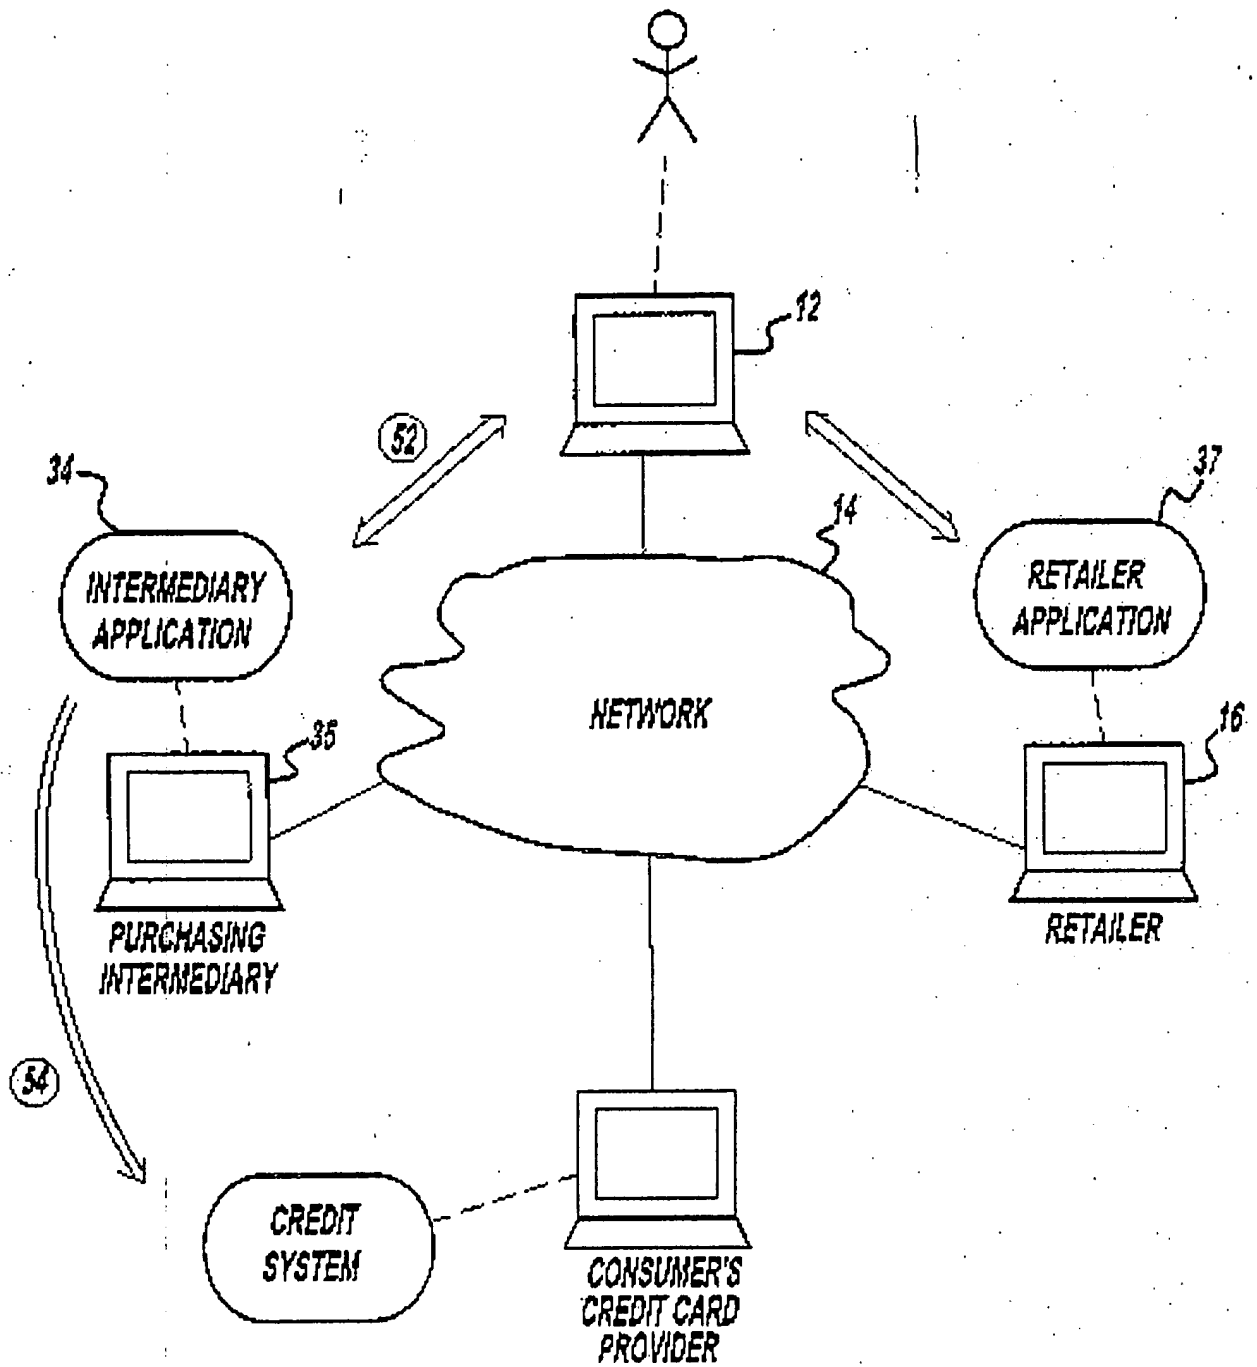 12
52
34
37
14
INTERMEDIARY
APPLICATION
RETAILER
APPLICATION
NETWORK
35
16
PURCHASING
INTERMEDIARY
RETAILER
54
CREDIT
SYSTEM
CONSUMER'S
CREDIT CARD
PROVIDER